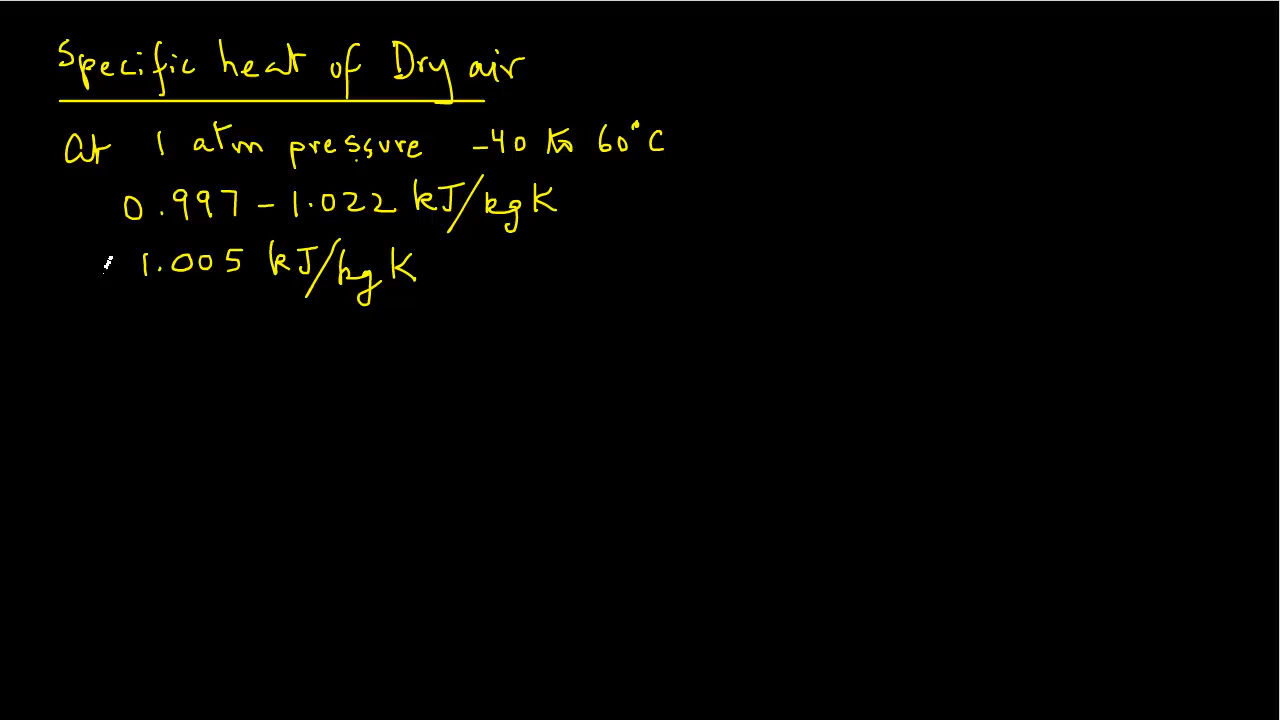 Specific heat of Dry air
At 1 atm pressure -40 to 60°C
0.997 - 1.022 kJ/kg K
1.005 kJ/kg K